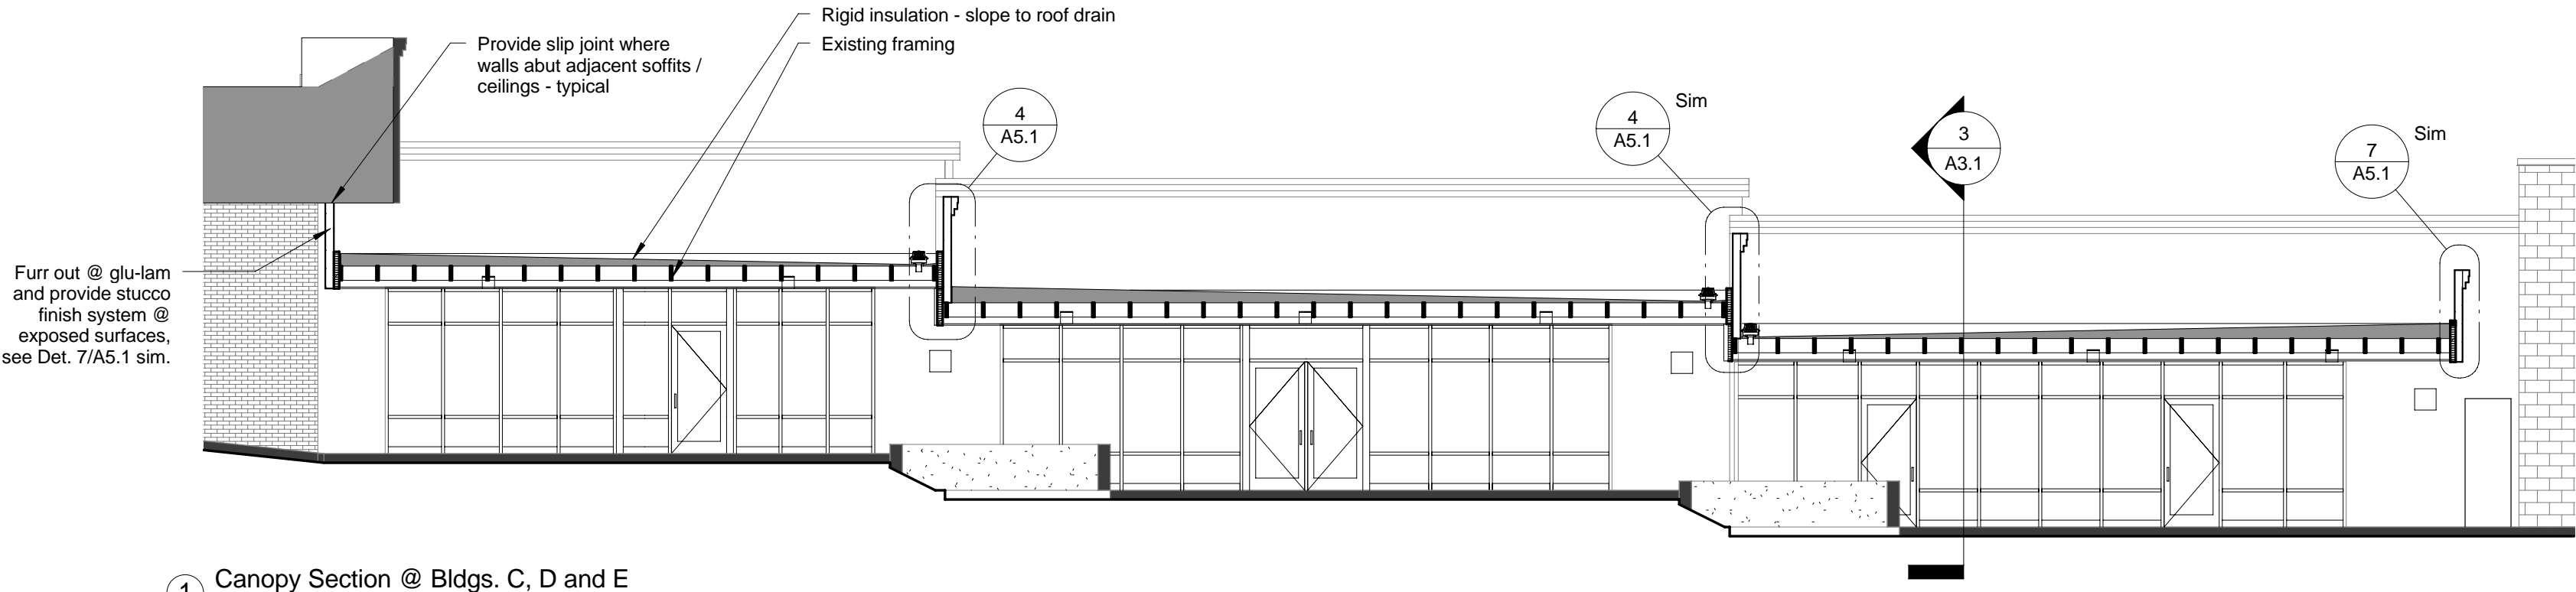 Rigid insulation - slope to roof drain
Existing framing
Provide slip joint where
walls abut adjacent soffits /
ceilings - typical
4
A5.1
4
A5.1
Sim
3
A3.1
7
A5.1
Sim
Furr out @ glu-lam
and provide stucco
finish system @
exposed surfaces,
see Det. 7/A5.1 sim.
1
Canopy Section @ Bldgs. C, D and E